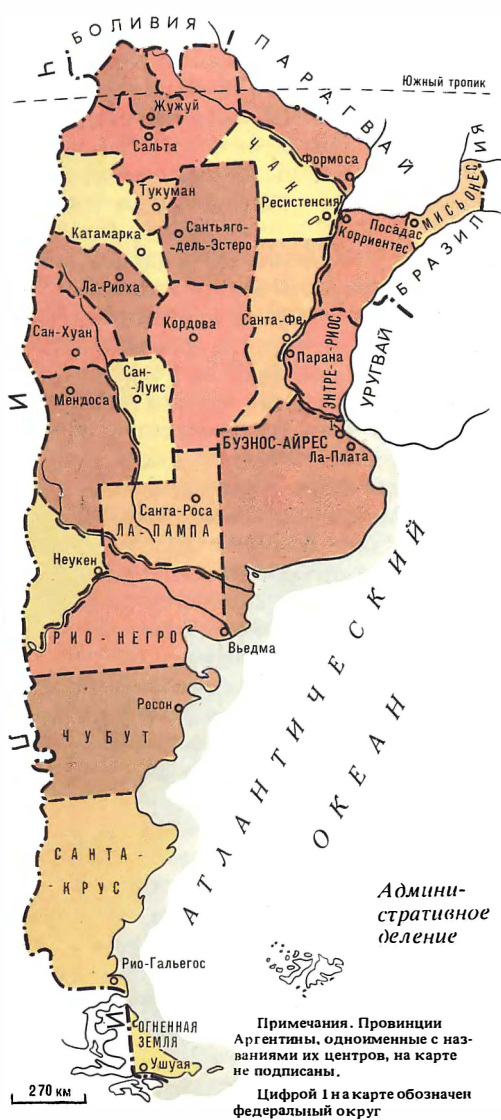 БОЛИВИЯ
ПАРАГВАЙ
Южный тропик
Жужуй
Сальта
ЧАКО
Формоса
Тукуман
Ресистенсия
Посадас
МИСЬОНЕС
Корриентес
БРАЗИЛИЯ
Катамарка
Сантьяго-
-дель-Эстеро
Ла-Риоха
Кордова
Санта-Фе
Сан-Хуан
Парана
ЭНТРЕ-РИОС
УРУГВАЙ
Сан-
-Луис
Мендоса
1
БУЭНОС-АЙРЕС
Ла-Плата
Санта-Роса
ЛА-ПАМПА
Неукен
РИО-НЕГРО
Вьедма
Росон
ЧУБУТ
ЧИЛИ
АТЛАНТИЧЕСКИЙ
ОКЕАН
САНТА-
-КРУС
Админи-
стративное
деление
Рио-Гальегос
ОГНЕННАЯ
ЗЕМЛЯ
Ушуая
270 км
Примечания. Провинции
Аргентины, одноименные с наз-
ваниями их центров, на карте
не подписаны.
Цифрой 1 на карте обозначен
федеральный округ